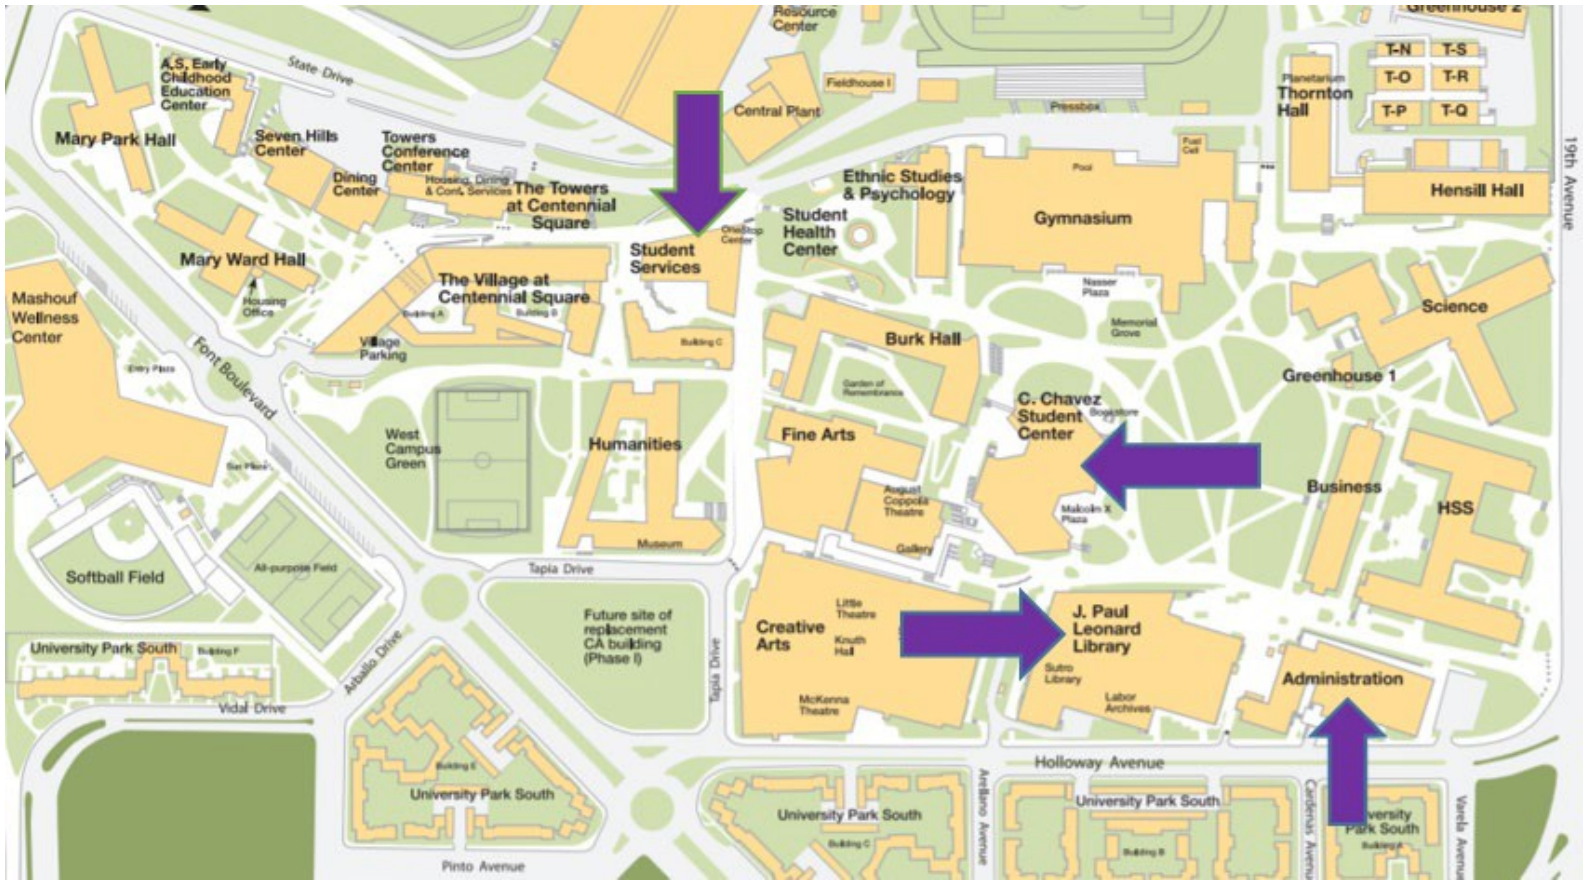 Resource
Center
Greenhouse 2
State Drive
A.S. Early
Childhood
Education
Center
Mary Park Hall
Seven Hills
Center
Towers
Conference
Center
Dining
Center
Housing, Dining
& Conf. Services
The Towers
at Centennial
Square
Central Plant
Fieldhouse I
Pressbox
Planetarium
Thornton
Hall
T-N
T-S
T-O
T-R
T-P
T-Q
19th Avenue
Hensill Hall
Fuel
Cell
Pool
Gymnasium
Ethnic Studies
& Psychology
Student
Health
Center
OneStop
Center
Student
Services
Mary Ward Hall
Housing
Office
The Village at
Centennial Square
Building A
Building B
Building C
Village
Parking
Mashouf
Wellness
Center
Entry Plaza
Font Boulevard
Sun Plaza
West
Campus
Green
Humanities
Museum
Burk Hall
Garden of
Remembrance
Nasser
Plaza
Memorial
Grove
Science
Greenhouse 1
C. Chavez
Student
Center
Bookstore
Malcolm X
Plaza
Fine Arts
August
Coppola
Theatre
Gallery
Business
HSS
Softball Field
All-purpose Field
Tapia Drive
Future site of
replacement
CA building
(Phase I)
Tapia Drive
Creative
Arts
Little
Theatre
Knuth
Hall
McKenna
Theatre
J. Paul
Leonard
Library
Sutro
Library
Labor
Archives
Administration
University Park South
Building F
Arballo Drive
Vidal Drive
Building E
University Park South
Pinto Avenue
Holloway Avenue
University Park South
Building C
Arellano Avenue
University Park South
Building B
Cardenas Avenue
Park South
Building A
Varela Avenue